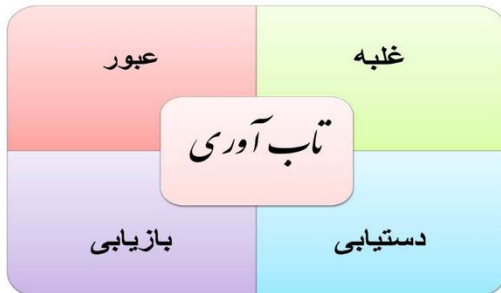 غلبه
عبور
تاب آوری
دستیابی
بازیابی